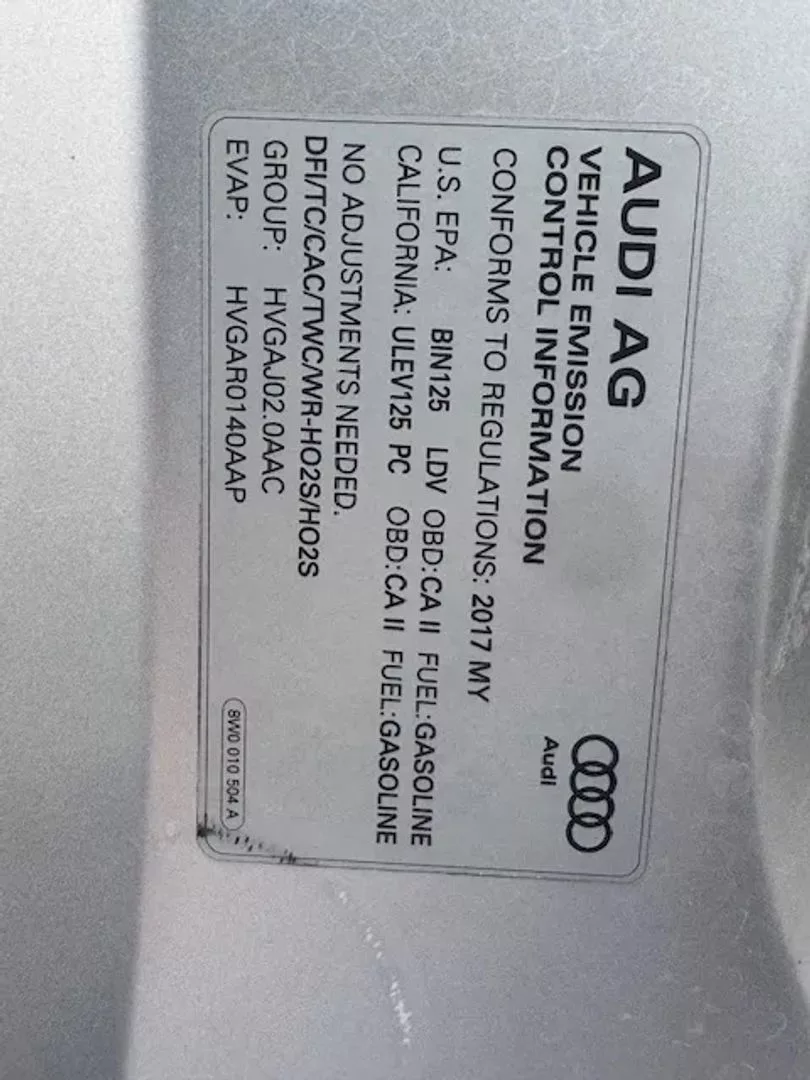 AUDI AG
VEHICLE EMISSION
CONTROL INFORMATION
Audi
CONFORMS TO REGULATIONS: 2017 MY
U.S. EPA: BIN125 LDV OBD:CA II FUEL:GASOLINE
CALIFORNIA: ULEV125 PC OBD:CA II FUEL:GASOLINE
NO ADJUSTMENTS NEEDED.
DFI/TC/CAC/TWC/WR-HO2S/HO2S
GROUP: HVGAJ02.0AAC
EVAP: HVGAR0140AAP
8W0 010 504 A